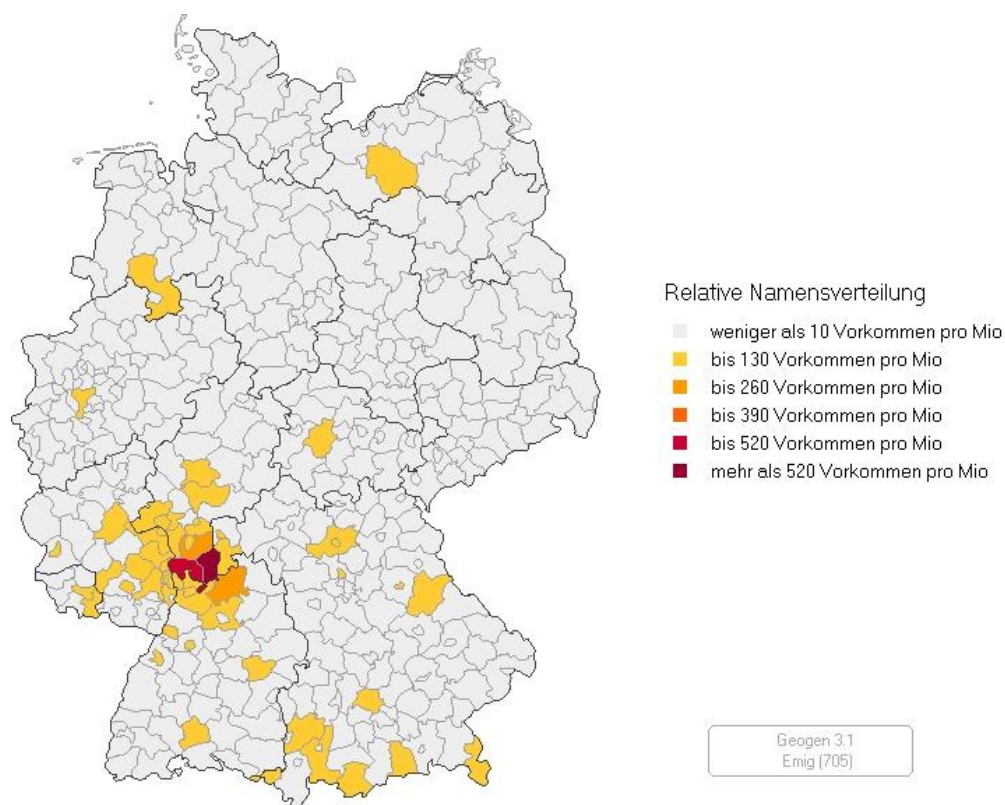 Relative Namensverteilung
weniger als 10 Vorkommen pro Mio
bis 130 Vorkommen pro Mio
bis 260 Vorkommen pro Mio
bis 390 Vorkommen pro Mio
bis 520 Vorkommen pro Mio
mehr als 520 Vorkommen pro Mio
Geogen 3.1
Emig (705)